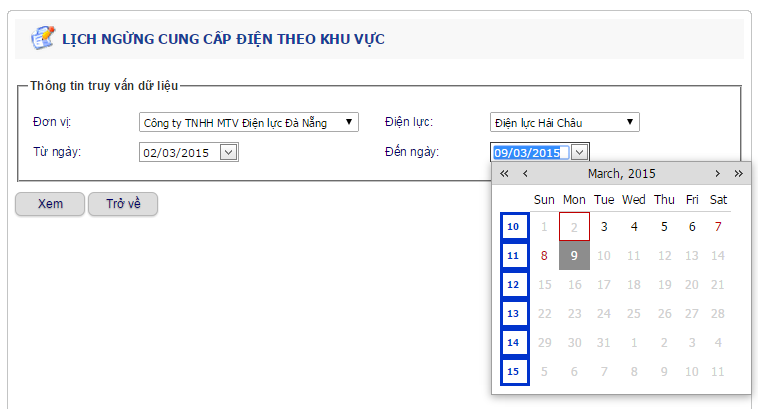 LỊCH NGỪNG CUNG CẤP ĐIỆN THEO KHU VỰC
Thông tin truy vấn dữ liệu
Đơn vị: Công ty TNHH MTV Điện lực Đà Nẵng Điện lực: Điện lực Hải Châu
Từ ngày: 02/03/2015 Đến ngày: 09/03/2015
Xem Trở về
« ‹ March, 2015 › »
Sun Mon Tue Wed Thu Fri Sat
10 1 2 3 4 5 6 7
11 8 9 10 11 12 13 14
12 15 16 17 18 19 20 21
13 22 23 24 25 26 27 28
14 29 30 31 1 2 3 4
15 5 6 7 8 9 10 11